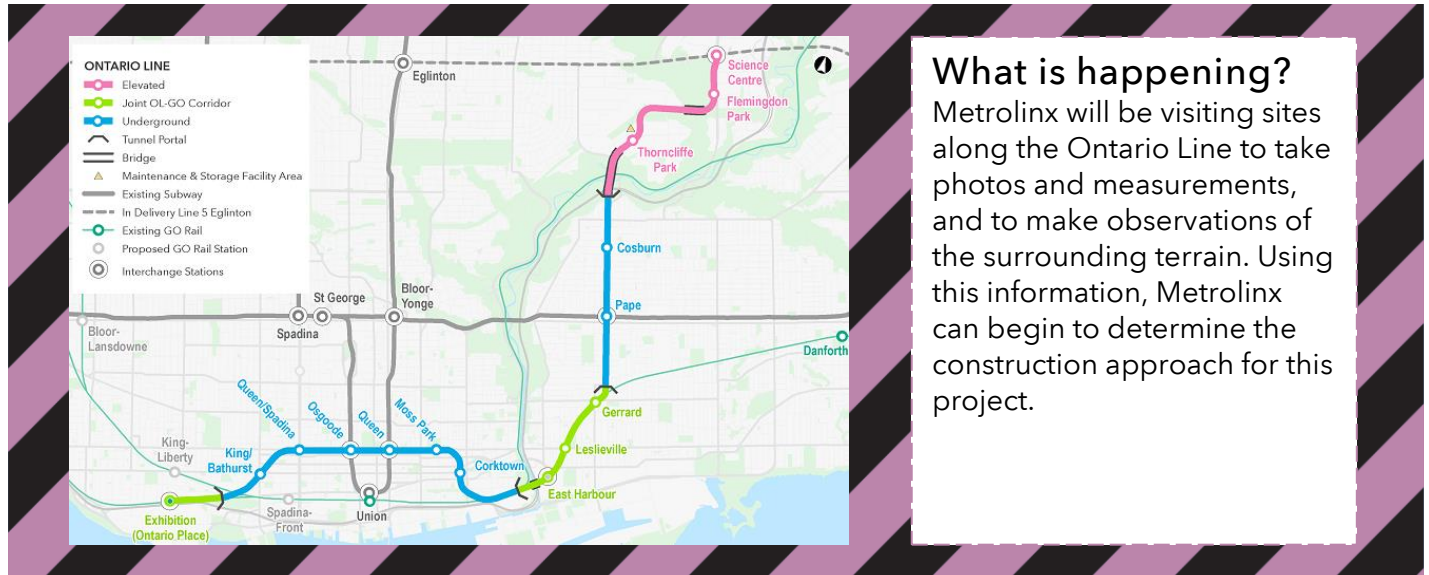 ONTARIO LINE
Elevated
Joint OL-GO Corridor
Underground
Tunnel Portal
Bridge
Maintenance & Storage Facility Area
Existing Subway
In Delivery Line 5 Eglinton
Existing GO Rail
Proposed GO Rail Station
Interchange Stations
Eglinton
Science
Centre
Flemingdon
Park
Thorncliffe
Park
Cosburn
Pape
Danforth
St George
Bloor-
Yonge
Spadina
Bloor-
Lansdowne
Queen/Spadina
Osgoode
Queen
Moss Park
King-
Liberty
King/
Bathurst
Corktown
Gerrard
Leslieville
East Harbour
Exhibition
(Ontario Place)
Spadina-
Front
Union
What is happening?
Metrolinx will be visiting sites
along the Ontario Line to take
photos and measurements,
and to make observations of
the surrounding terrain. Using
this information, Metrolinx
can begin to determine the
construction approach for this
project.